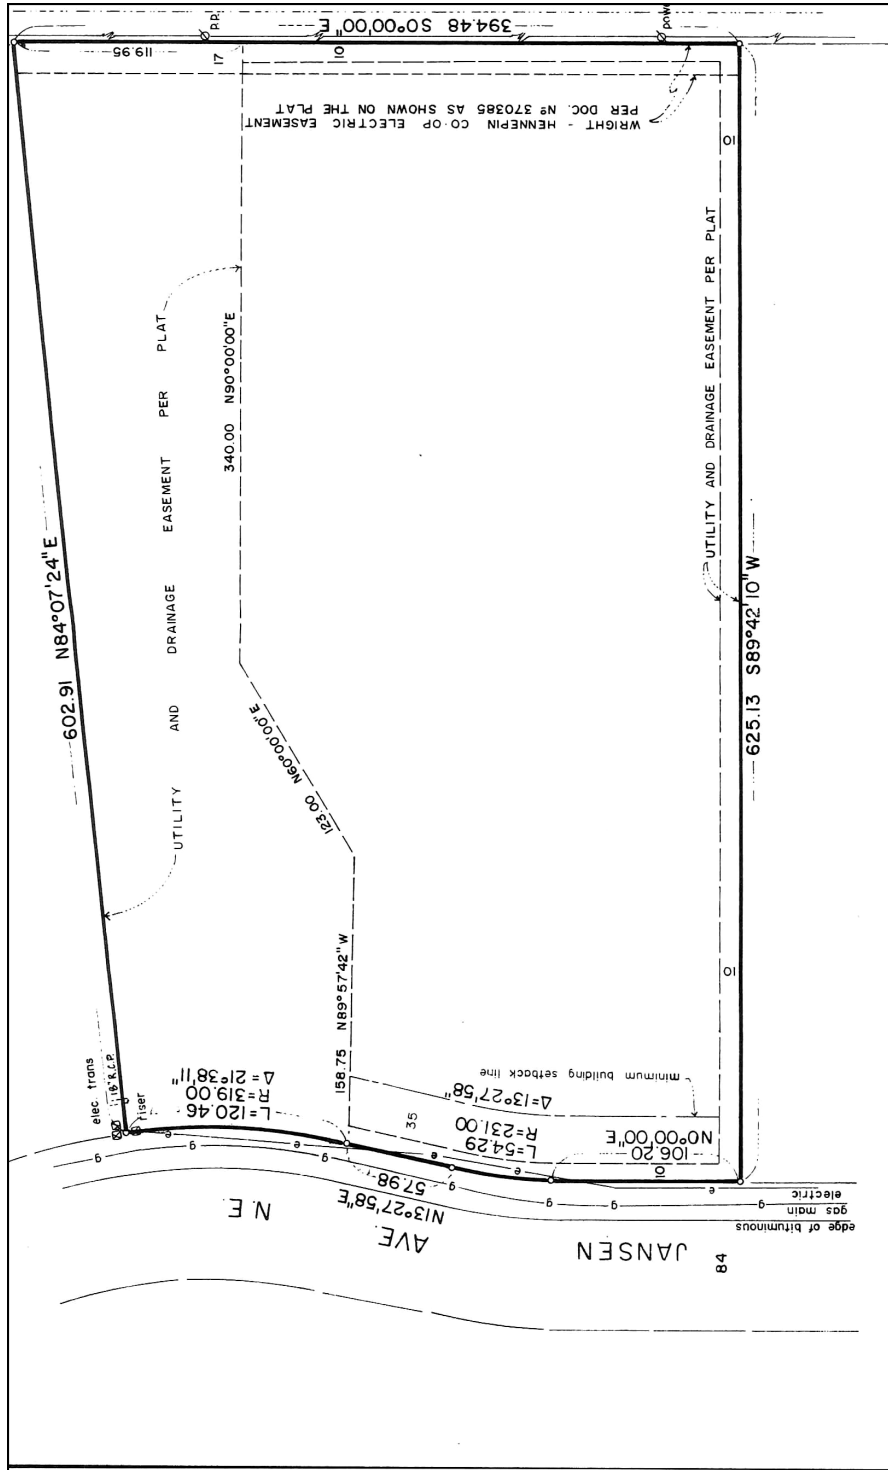 394.48 S0°00'00"E
P.P.
119.95
17
10
WRIGHT - HENNEPIN CO-OP ELECTRIC EASEMENT
PER DOC. Nº 370385 AS SHOWN ON THE PLAT
10
UTILITY AND DRAINAGE EASEMENT PER PLAT
340.00 N90°00'00"E
UTILITY AND DRAINAGE EASEMENT PER PLAT
602.91 N84°07'24"E
625.13 S89°42'10"W
123.00 N60°00'00"E
158.75 N89°57'42"W
10
elec. trans
18" R.C.P.
riser
L=120.46
R=319.00
Δ=21°38'11"
minimum building setback line
Δ=13°27'58"
R=231.00
L=54.29
35
106.20
N0°00'00"E
10
57.98
N13°27'58"E
e
e
e
e
e
g
g
g
g
g
g
g
electric
gas main
edge of bituminous
JANSEN AVE. N.E.
84